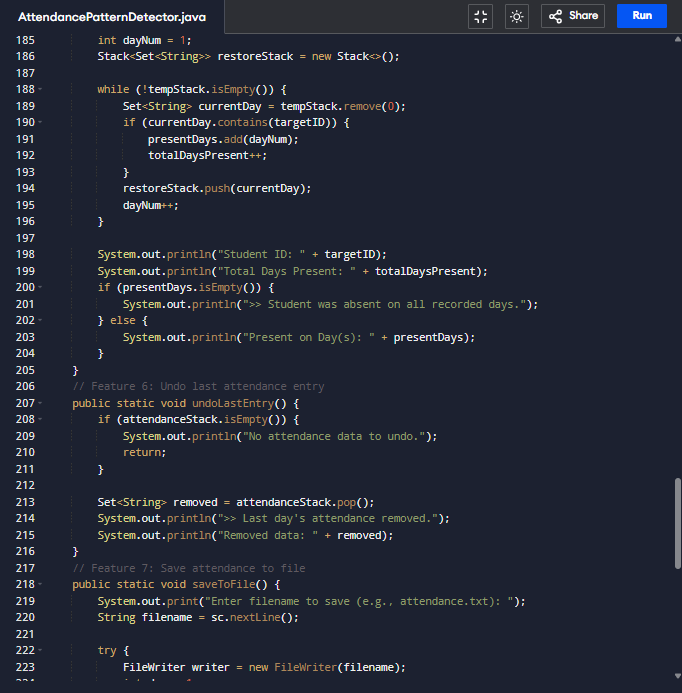 AttendancePatternDetector.java
Share
Run
185 int dayNum = 1;
186 Stack<Set<String>> restoreStack = new Stack<>();
187
188 while (!tempStack.isEmpty()) {
189 Set<String> currentDay = tempStack.remove(0);
190 if (currentDay.contains(targetID)) {
191 presentDays.add(dayNum);
192 totalDaysPresent++;
193 }
194 restoreStack.push(currentDay);
195 dayNum++;
196 }
197
198 System.out.println("Student ID: " + targetID);
199 System.out.println("Total Days Present: " + totalDaysPresent);
200 if (presentDays.isEmpty()) {
201 System.out.println(">> Student was absent on all recorded days.");
202 } else {
203 System.out.println("Present on Day(s): " + presentDays);
204 }
205 }
206 // Feature 6: Undo last attendance entry
207 public static void undoLastEntry() {
208 if (attendanceStack.isEmpty()) {
209 System.out.println("No attendance data to undo.");
210 return;
211 }
212
213 Set<String> removed = attendanceStack.pop();
214 System.out.println(">> Last day's attendance removed.");
215 System.out.println("Removed data: " + removed);
216 }
217 // Feature 7: Save attendance to file
218 public static void saveToFile() {
219 System.out.print("Enter filename to save (e.g., attendance.txt): ");
220 String filename = sc.nextLine();
221
222 try {
223 FileWriter writer = new FileWriter(filename);